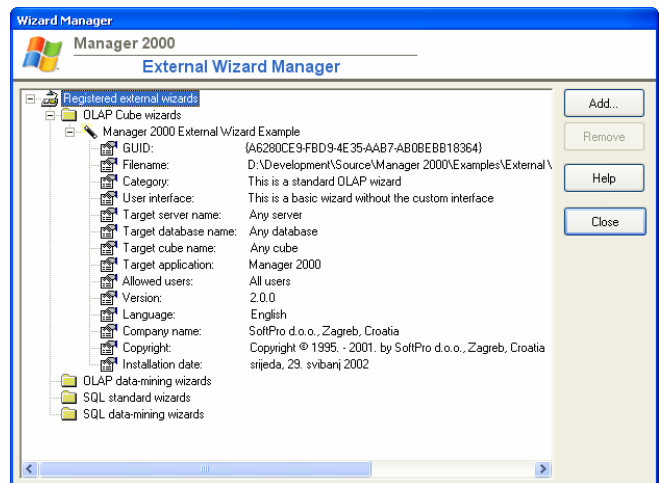 Wizard Manager
Manager 2000
External Wizard Manager
Registered external wizards
OLAP Cube wizards
Manager 2000 External Wizard Example
GUID: {A6280CE9-FBD9-4E35-AAB7-AB0BEBB18364}
Filename: D:\Development\Source\Manager 2000\Examples\External \
Category: This is a standard OLAP wizard
User interface: This is a basic wizard without the custom interface
Target server name: Any server
Target database name: Any database
Target cube name: Any cube
Target application: Manager 2000
Allowed users: All users
Version: 2.0.0
Language: English
Company name: SoftPro d.o.o., Zagreb, Croatia
Copyright: Copyright © 1995. - 2001. by SoftPro d.o.o., Zagreb, Croatia
Installation date: srijeda, 29. svibanj 2002
OLAP data-mining wizards
SQL standard wizards
SQL data-mining wizards
Add...
Remove
Help
Close